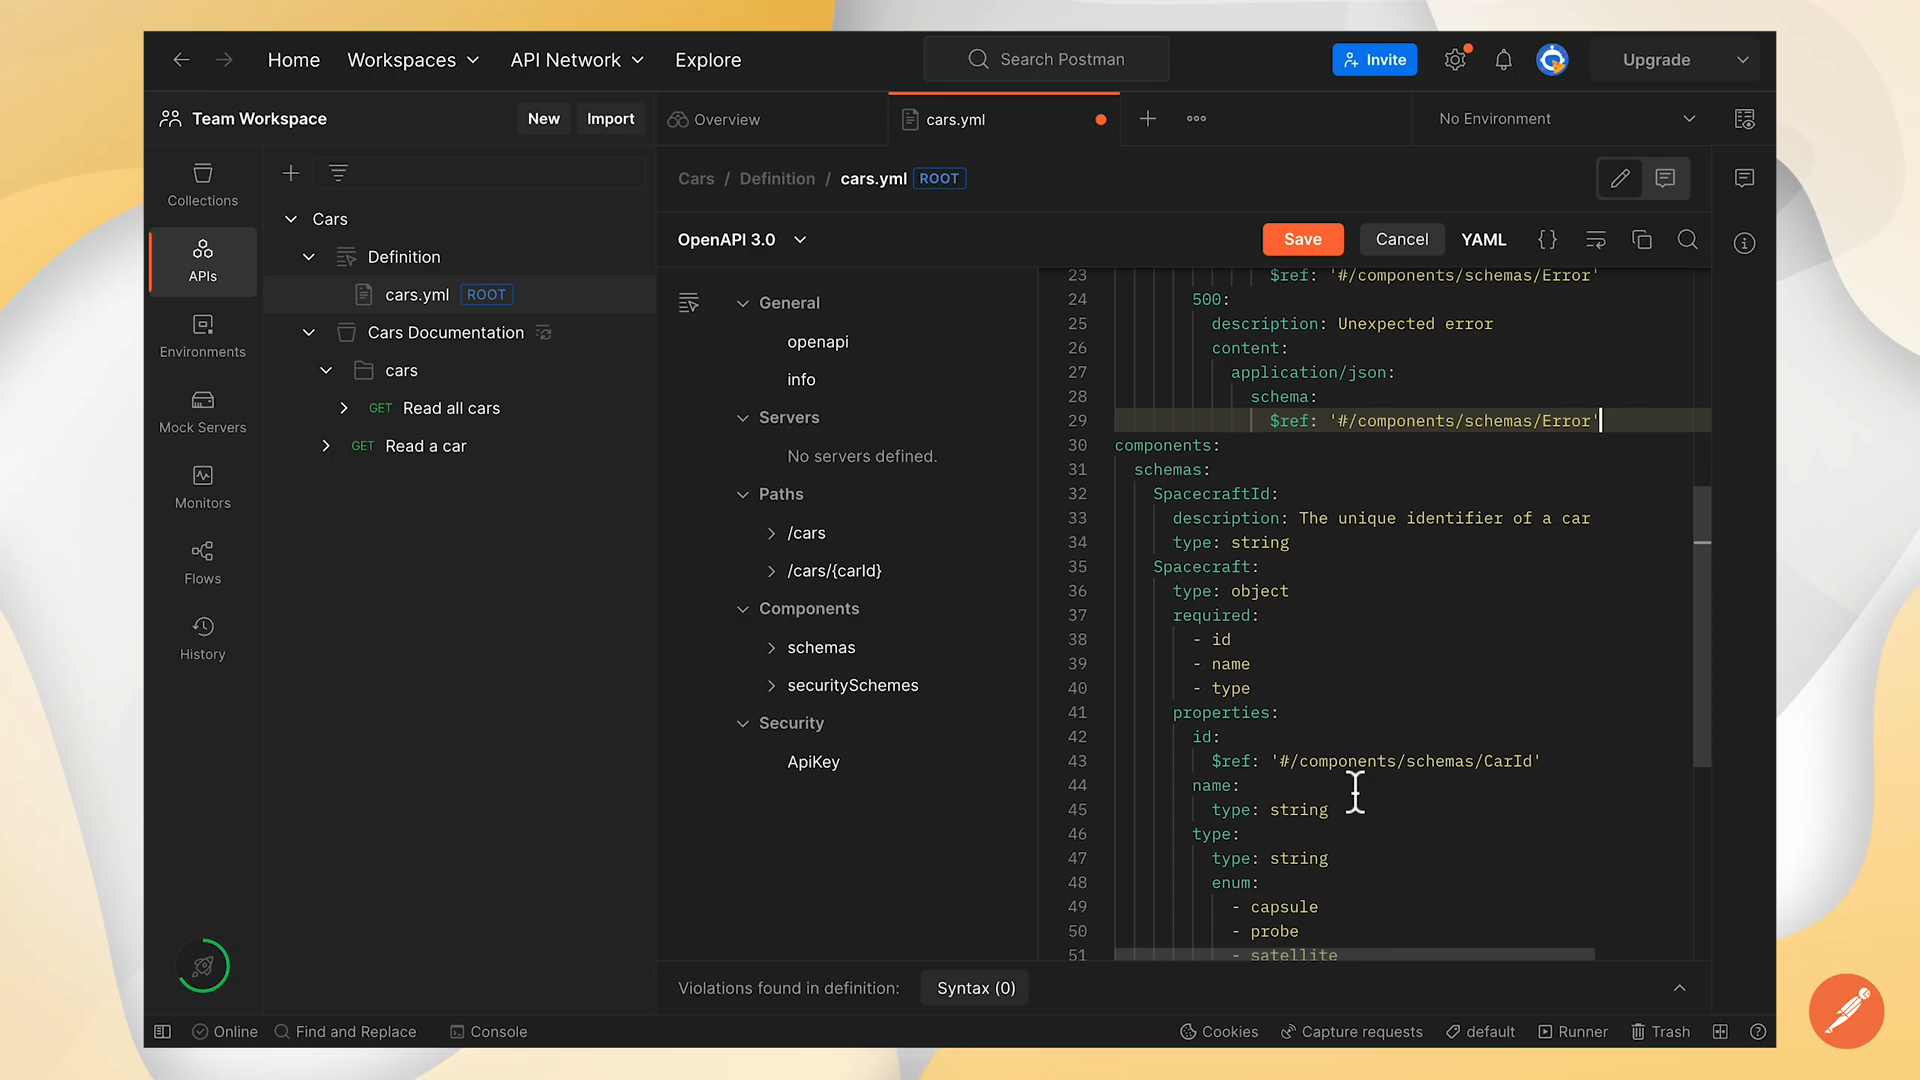 Home Workspaces API Network Explore Search Postman Invite Upgrade
Team Workspace New Import Overview cars.yml No Environment
Collections
APIs
Environments
Mock Servers
Monitors
Flows
History
Cars
Definition
cars.yml ROOT
Cars Documentation
cars
GET Read all cars
GET Read a car
Cars / Definition / cars.yml ROOT
OpenAPI 3.0 Save Cancel YAML {}
General
openapi
info
Servers
No servers defined.
Paths
/cars
/cars/{carId}
Components
schemas
securitySchemes
Security
ApiKey
23 $ref: '#/components/schemas/Error'
24 500:
25 description: Unexpected error
26 content:
27 application/json:
28 schema:
29 $ref: '#/components/schemas/Error'
30 components:
31 schemas:
32 SpacecraftId:
33 description: The unique identifier of a car
34 type: string
35 Spacecraft:
36 type: object
37 required:
38 - id
39 - name
40 - type
41 properties:
42 id:
43 $ref: '#/components/schemas/CarId'
44 name:
45 type: string
46 type:
47 type: string
48 enum:
49 - capsule
50 - probe
51 - satellite
Violations found in definition: Syntax (0)
Online Find and Replace Console Cookies Capture requests default Runner Trash